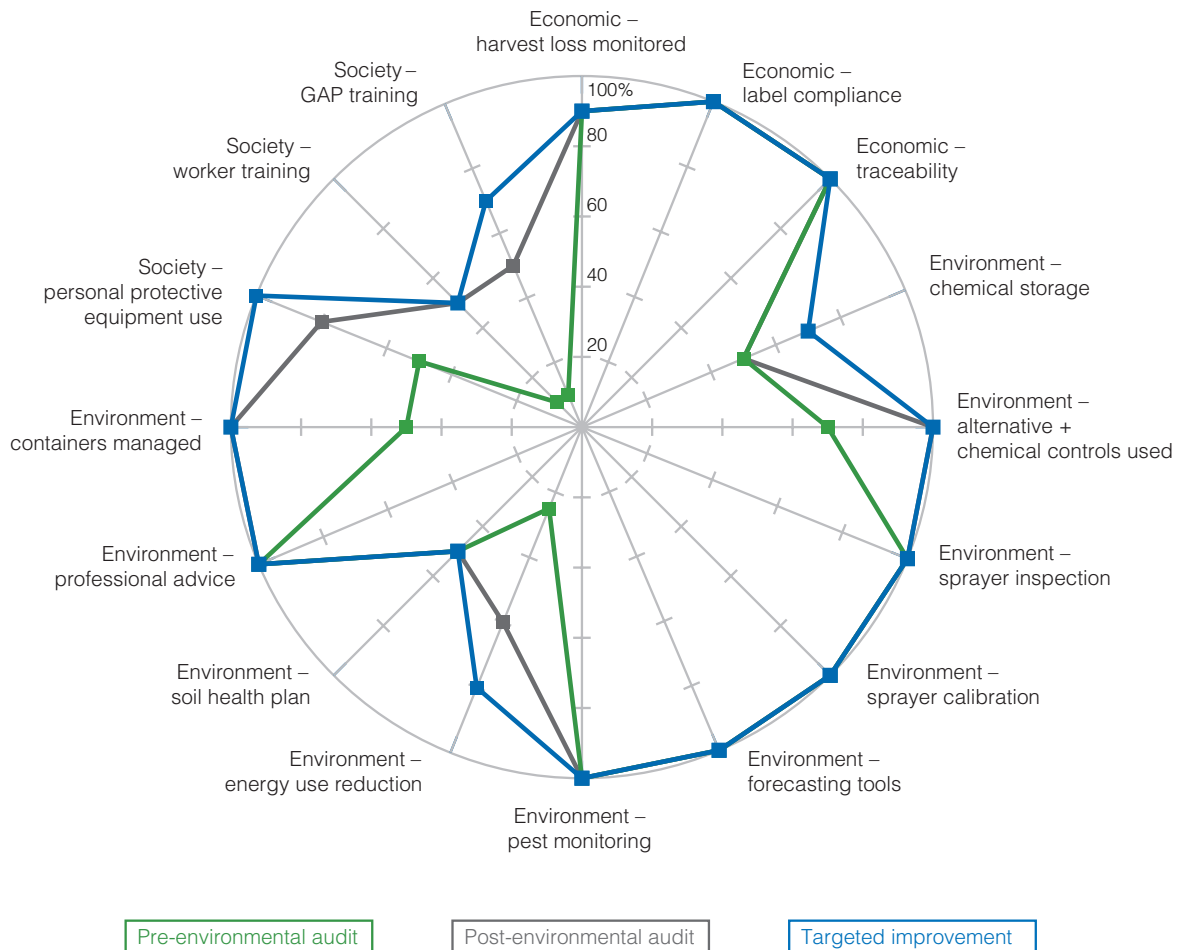 Economic –
harvest loss monitored
Economic –
label compliance
Economic –
traceability
Environment –
chemical storage
Environment –
alternative +
chemical controls used
Environment –
sprayer inspection
Environment –
sprayer calibration
Environment –
forecasting tools
Environment –
pest monitoring
Environment –
energy use reduction
Environment –
soil health plan
Environment –
professional advice
Environment –
containers managed
Society –
personal protective
equipment use
Society –
worker training
Society –
GAP training
100%
80
60
40
20
Pre-environmental audit
Post-environmental audit
Targeted improvement